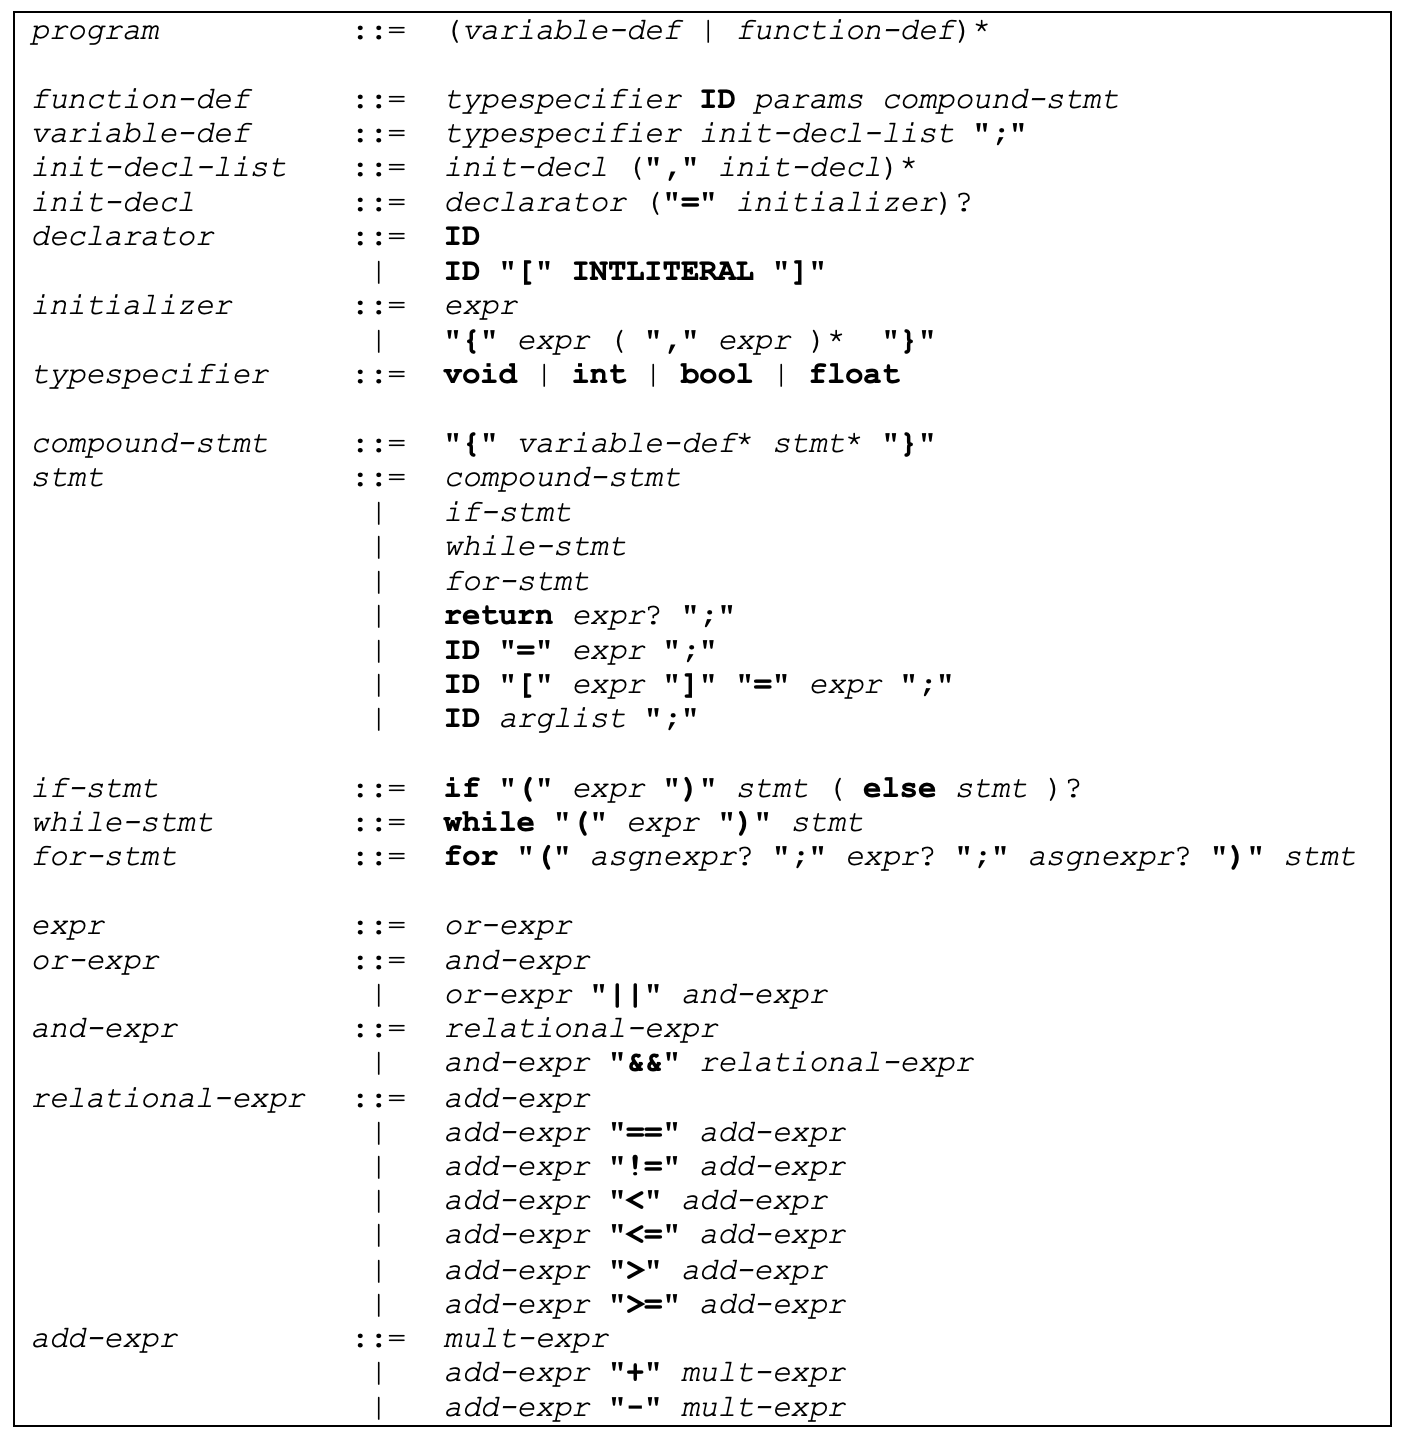 program ::= (variable-def | function-def)*
function-def ::= typespecifier ID params compound-stmt
variable-def ::= typespecifier init-decl-list ";"
init-decl-list ::= init-decl ("," init-decl)*
init-decl ::= declarator ("=" initializer)?
declarator ::= ID
| ID "[" INTLITERAL "]"
initializer ::= expr
| "{" expr ( "," expr )* "}"
typespecifier ::= void | int | bool | float
compound-stmt ::= "{" variable-def* stmt* "}"
stmt ::= compound-stmt
| if-stmt
| while-stmt
| for-stmt
| return expr? ";"
| ID "=" expr ";"
| ID "[" expr "]" "=" expr ";"
| ID arglist ";"
if-stmt ::= if "(" expr ")" stmt ( else stmt )?
while-stmt ::= while "(" expr ")" stmt
for-stmt ::= for "(" asgnexpr? ";" expr? ";" asgnexpr? ")" stmt
expr ::= or-expr
or-expr ::= and-expr
| or-expr "||" and-expr
and-expr ::= relational-expr
| and-expr "&&" relational-expr
relational-expr ::= add-expr
| add-expr "==" add-expr
| add-expr "!=" add-expr
| add-expr "<" add-expr
| add-expr "<=" add-expr
| add-expr ">" add-expr
| add-expr ">=" add-expr
add-expr ::= mult-expr
| add-expr "+" mult-expr
| add-expr "-" mult-expr